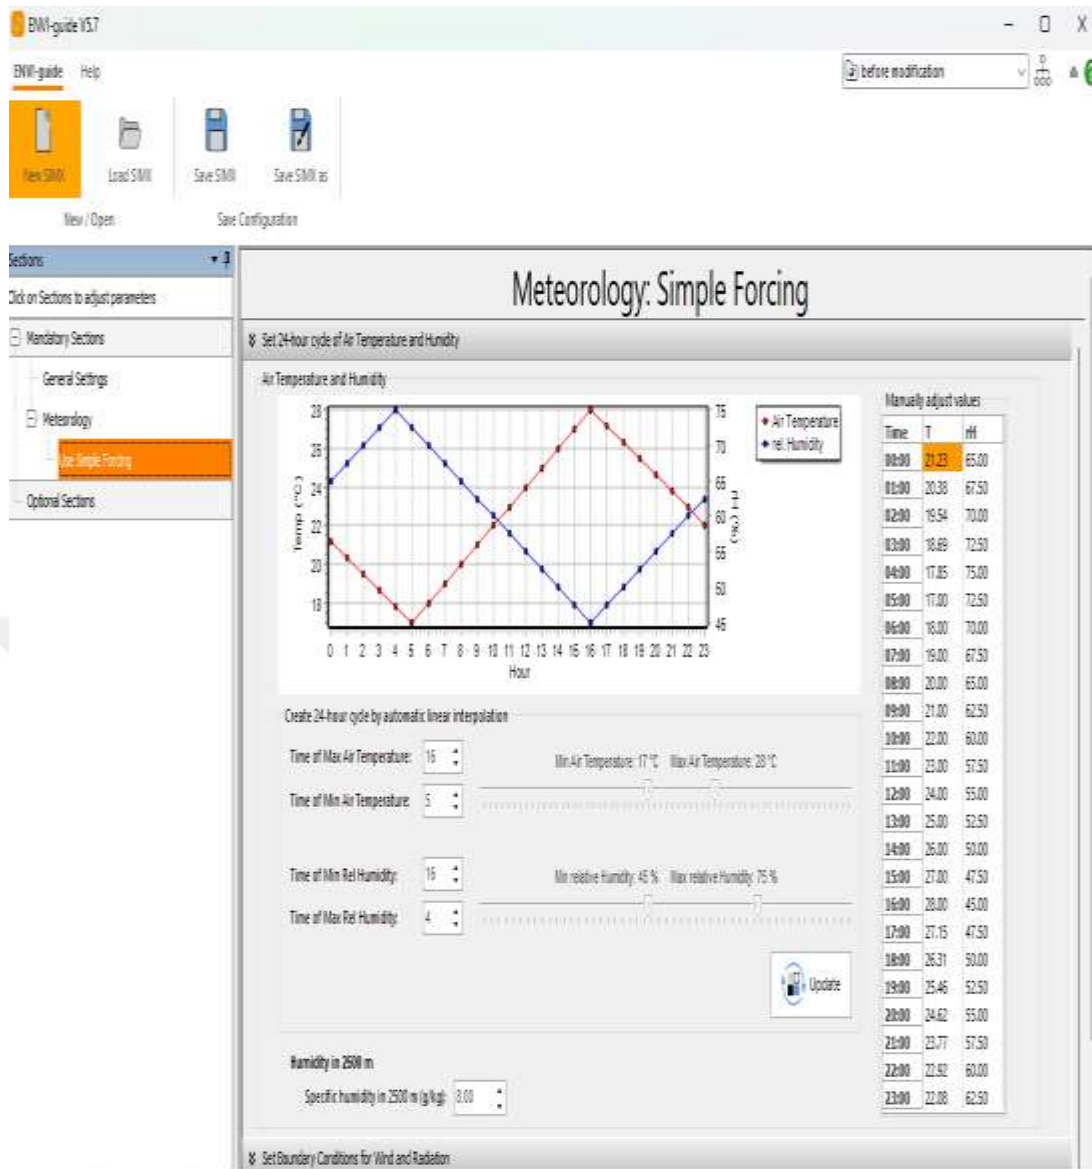 ENVI-guide V5.7
ENVI-guide Help
before modification
New SIMX Load SIMX Save SIMX Save SIMX as
New / Open Save Configuration
Sections
Click on Sections to adjust parameters
Mandatory Sections
General Settings
Meteorology
Use Simple Forcing
Optional Sections
Meteorology: Simple Forcing
Set 24-hour cycle of Air Temperature and Humidity
Air Temperature and Humidity
28
26
24
22
20
18
Temp (°C)
75
70
65
60
55
50
45
rH (%)
0 1 2 3 4 5 6 7 8 9 10 11 12 13 14 15 16 17 18 19 20 21 22 23
Hour
Air Temperature
rel. Humidity
Create 24-hour cycle by automatic linear interpolation
Time of Max Air Temperature: 16
Min Air Temperature: 17 °C Max Air Temperature: 28 °C
Time of Min Air Temperature: 5
Time of Min Rel Humidity: 16
Min relative Humidity: 45 % Max relative Humidity: 75 %
Time of Max Rel Humidity: 4
Update
Humidity in 2500 m
Specific humidity in 2500 m (g/kg): 8.00
Manually adjust values
Time T rH
00:00 21.23 65.00
01:00 20.38 67.50
02:00 19.54 70.00
03:00 18.69 72.50
04:00 17.85 75.00
05:00 17.00 72.50
06:00 18.00 70.00
07:00 19.00 67.50
08:00 20.00 65.00
09:00 21.00 62.50
10:00 22.00 60.00
11:00 23.00 57.50
12:00 24.00 55.00
13:00 25.00 52.50
14:00 26.00 50.00
15:00 27.00 47.50
16:00 28.00 45.00
17:00 27.15 47.50
18:00 26.31 50.00
19:00 25.46 52.50
20:00 24.62 55.00
21:00 23.77 57.50
22:00 22.92 60.00
23:00 22.08 62.50
Set Boundary Conditions for Wind and Radiation